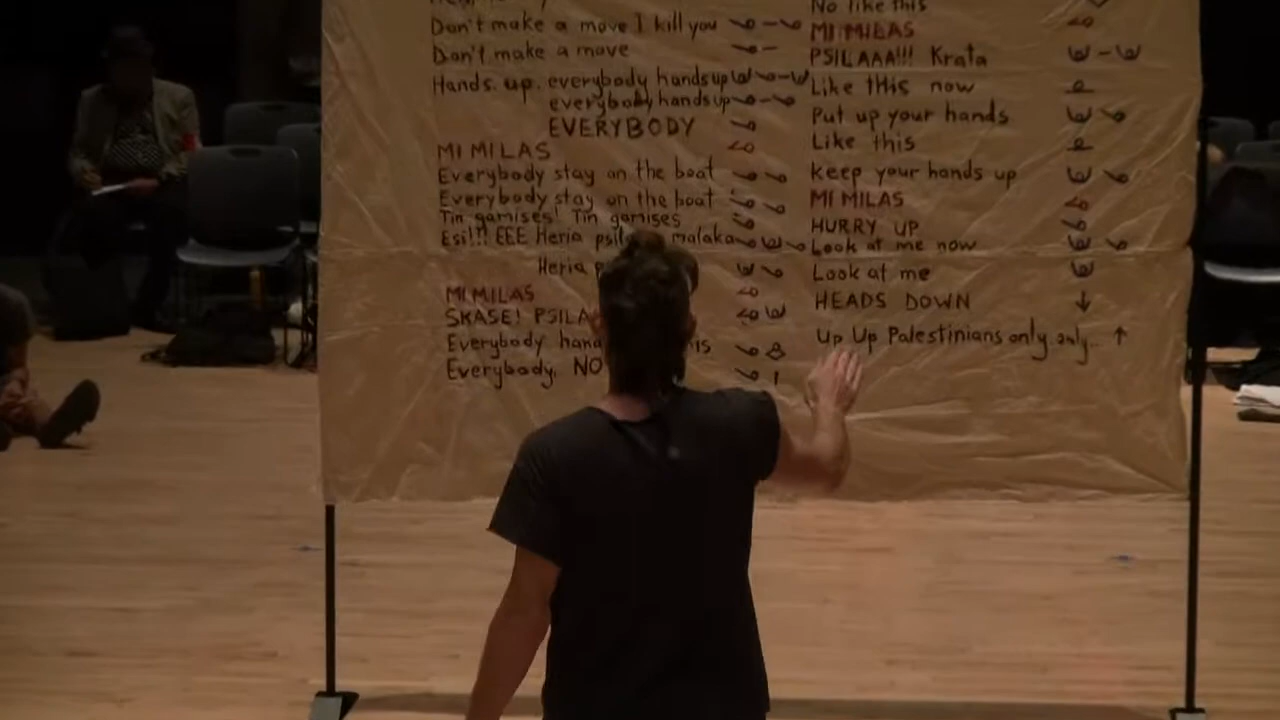 Don't make a move I kill you
Don't make a move
Hands. up. everybody hands up
everybody hands up
EVERYBODY
MI MILAS
Everybody stay on the boat
Everybody stay on the boat
Tin gamises! Tin gamises
Esi!!! EEE Heria malaka
Heria
MI MILAS
SKASE!
Everybody
Everybody. NO
No like this
MI MILAS
PSILAAA!!! Krata
Like this now
Put up your hands
Like this
keep your hands up
MI MILAS
HURRY UP
Look at me now
Look at me
HEADS DOWN
Up Up Palestinians only only..